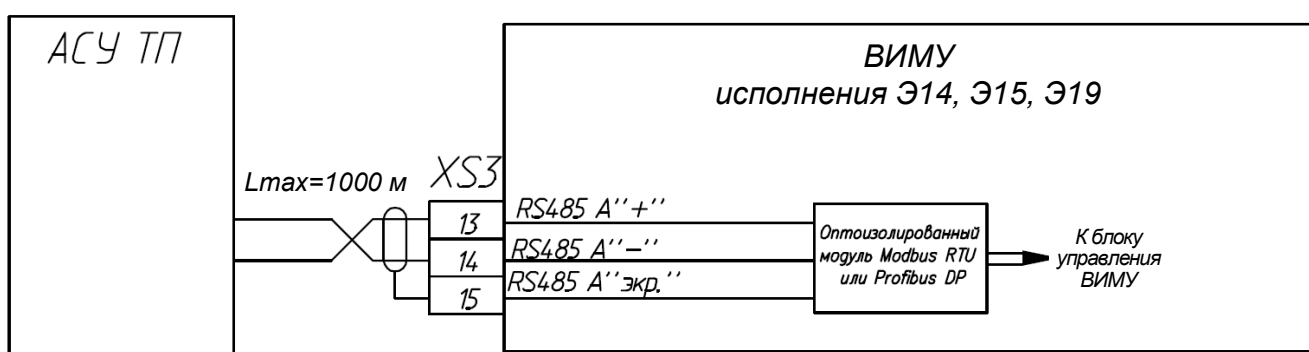 АСУ ТП
ВИМУ
исполнения Э14, Э15, Э19
Lmax=1000 м
XS3
13
RS485 А''+''
14
RS485 А''–''
15
RS485 А''экр.''
Оптоизолированный
модуль Modbus RTU
или Profibus DP
К блоку
управления
ВИМУ